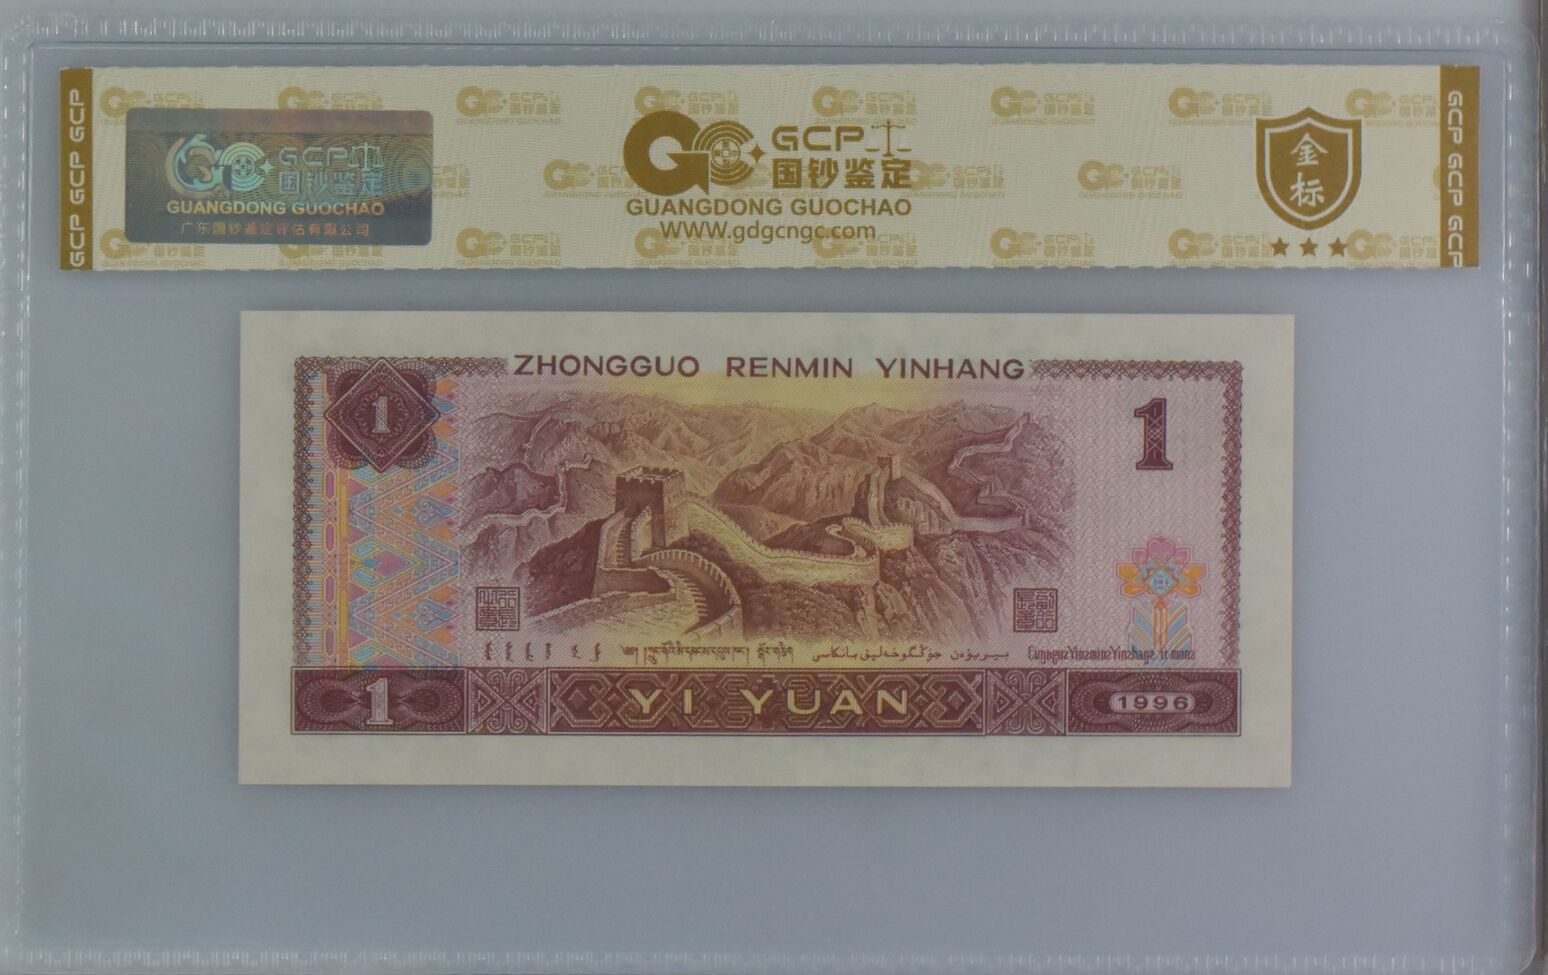 GCP GCP GCP
GCP
国钞鉴定
GUANGDONG GUOCHAO
广东国钞鉴定评估有限公司
GCP
国钞鉴定
GUANGDONG GUOCHAO
WWW.gdgcngc.com
金标
★★★
GCP GCP GCP
ZHONGGUO RENMIN YINHANG
1
1
YI YUAN
1
1996